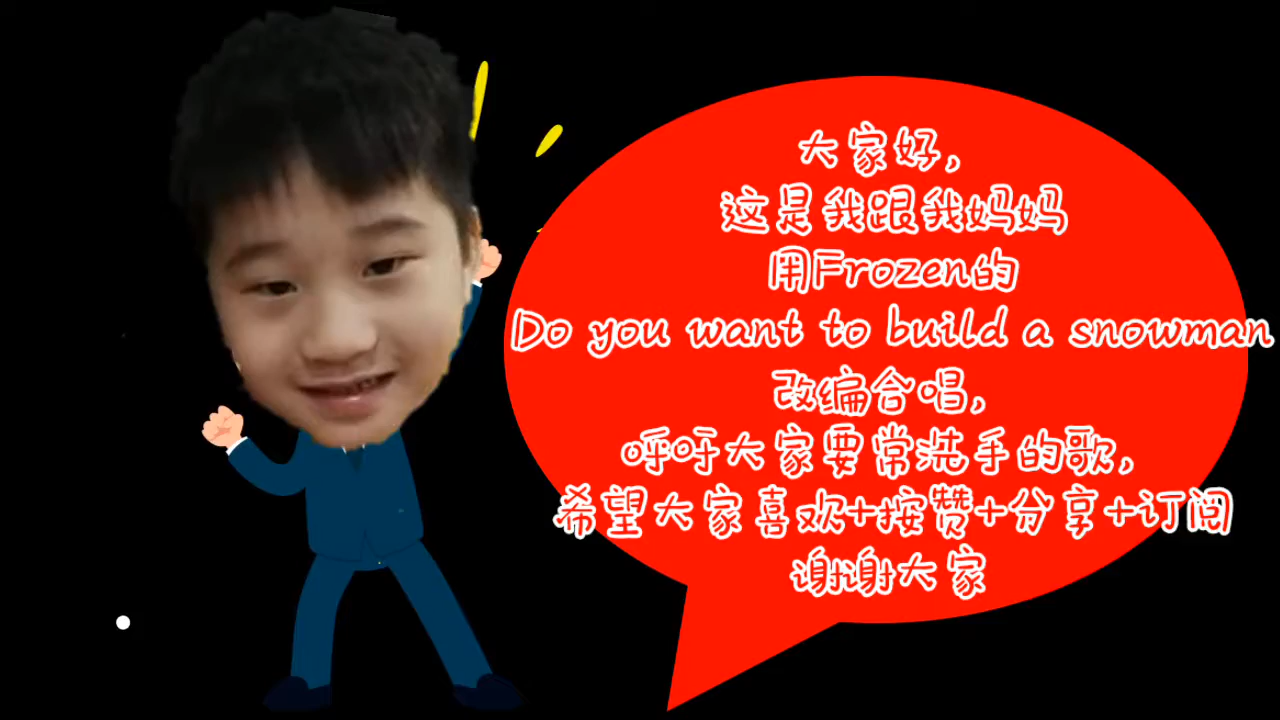 大家好,
这是我跟我妈妈
用Frozen的
Do you want to build a snowman
改编合唱,
呼吁大家要常洗手的歌,
希望大家喜欢+按赞+分享+订阅
谢谢大家